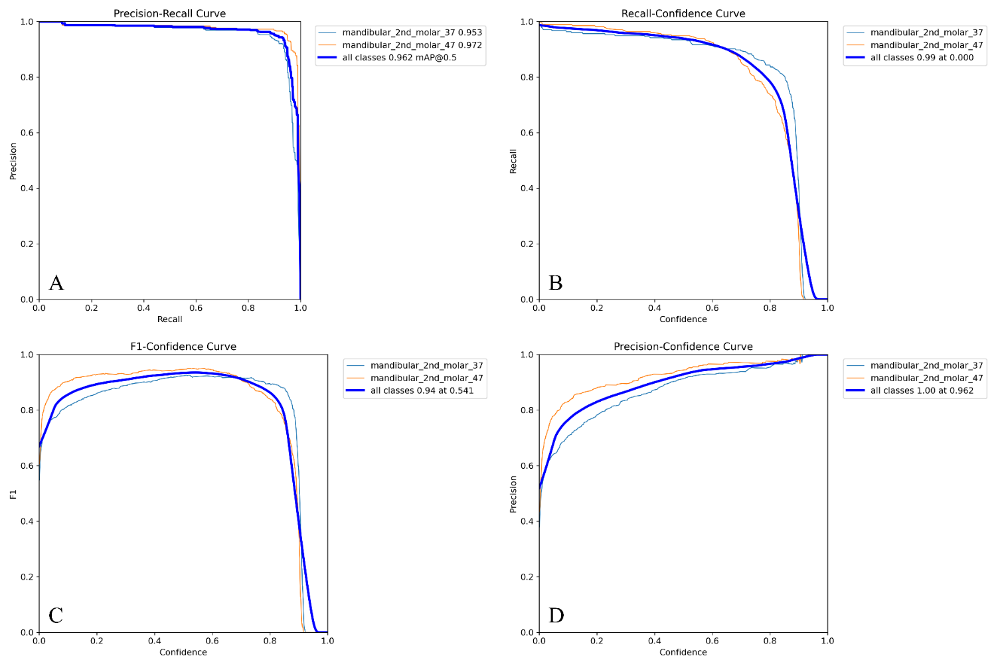 Precision-Recall Curve
1.0
0.8
0.6
0.4
0.2
0.0
Precision
0.0 0.2 0.4 0.6 0.8 1.0
Recall
mandibular_2nd_molar_37 0.953
mandibular_2nd_molar_47 0.972
all classes 0.962 mAP@0.5
A
Recall-Confidence Curve
1.0
0.8
0.6
0.4
0.2
0.0
Recall
0.0 0.2 0.4 0.6 0.8 1.0
Confidence
mandibular_2nd_molar_37
mandibular_2nd_molar_47
all classes 0.99 at 0.000
B
F1-Confidence Curve
1.0
0.8
0.6
0.4
0.2
0.0
F1
0.0 0.2 0.4 0.6 0.8 1.0
Confidence
mandibular_2nd_molar_37
mandibular_2nd_molar_47
all classes 0.94 at 0.541
C
Precision-Confidence Curve
1.0
0.8
0.6
0.4
0.2
0.0
Precision
0.0 0.2 0.4 0.6 0.8 1.0
Confidence
mandibular_2nd_molar_37
mandibular_2nd_molar_47
all classes 1.00 at 0.962
D